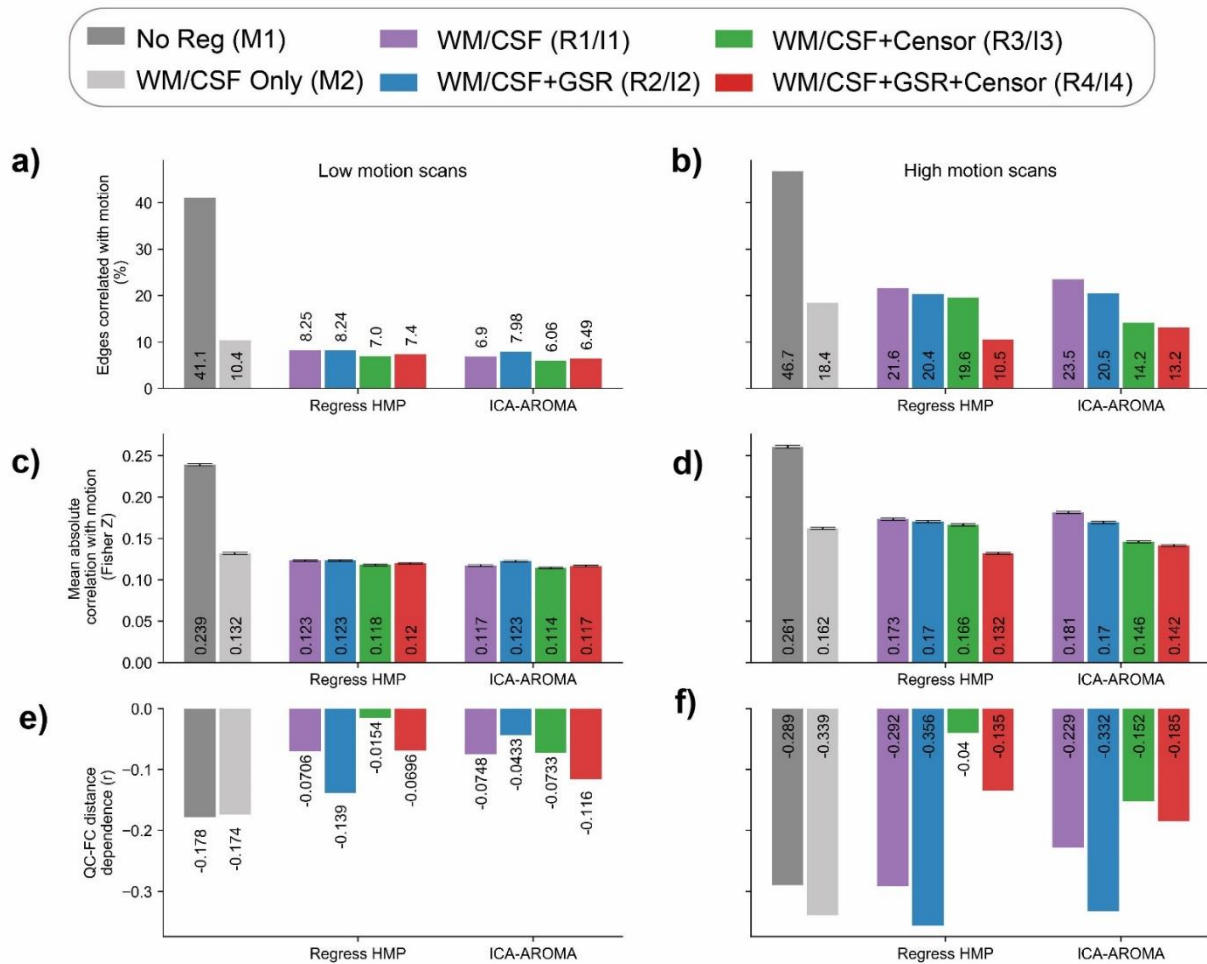 No Reg (M1)
WM/CSF (R1/I1)
WM/CSF+Censor (R3/I3)
WM/CSF Only (M2)
WM/CSF+GSR (R2/I2)
WM/CSF+GSR+Censor (R4/I4)
a)
Low motion scans
Edges correlated with motion
(%)
40
30
20
10
0
41.1
10.4
8.25
8.24
7.0
7.4
6.9
7.98
6.06
6.49
Regress HMP
ICA-AROMA
b)
High motion scans
46.7
18.4
21.6
20.4
19.6
10.5
23.5
20.5
14.2
13.2
Regress HMP
ICA-AROMA
c)
Mean absolute
correlation with motion
(Fisher Z)
0.25
0.20
0.15
0.10
0.05
0.00
0.239
0.132
0.123
0.123
0.118
0.12
0.117
0.123
0.114
0.117
Regress HMP
ICA-AROMA
d)
0.261
0.162
0.173
0.17
0.166
0.132
0.181
0.17
0.146
0.142
Regress HMP
ICA-AROMA
e)
QC-FC distance
dependence (r)
0.0
−0.1
−0.2
−0.3
-0.178
-0.174
-0.0706
-0.139
-0.0154
-0.0696
-0.0748
-0.0433
-0.0733
-0.116
Regress HMP
ICA-AROMA
f)
-0.289
-0.339
-0.292
-0.356
-0.04
-0.135
-0.229
-0.332
-0.152
-0.185
Regress HMP
ICA-AROMA